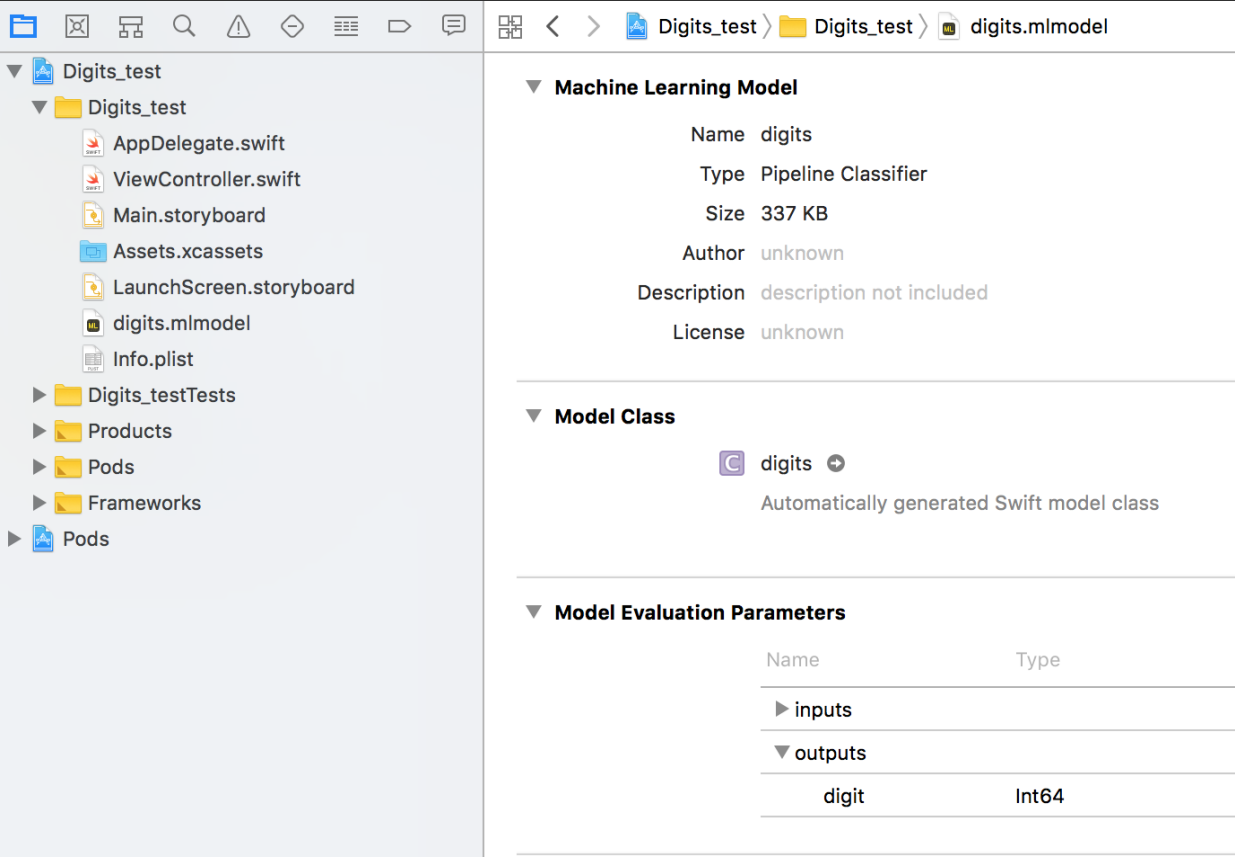 Digits_test
Digits_test
AppDelegate.swift
ViewController.swift
Main.storyboard
Assets.xcassets
LaunchScreen.storyboard
digits.mlmodel
Info.plist
Digits_testTests
Products
Pods
Frameworks
Pods
Digits_test Digits_test digits.mlmodel
Machine Learning Model
Name digits
Type Pipeline Classifier
Size 337 KB
Author unknown
Description description not included
License unknown
Model Class
C digits
Automatically generated Swift model class
Model Evaluation Parameters
Name Type
inputs
outputs
digit Int64